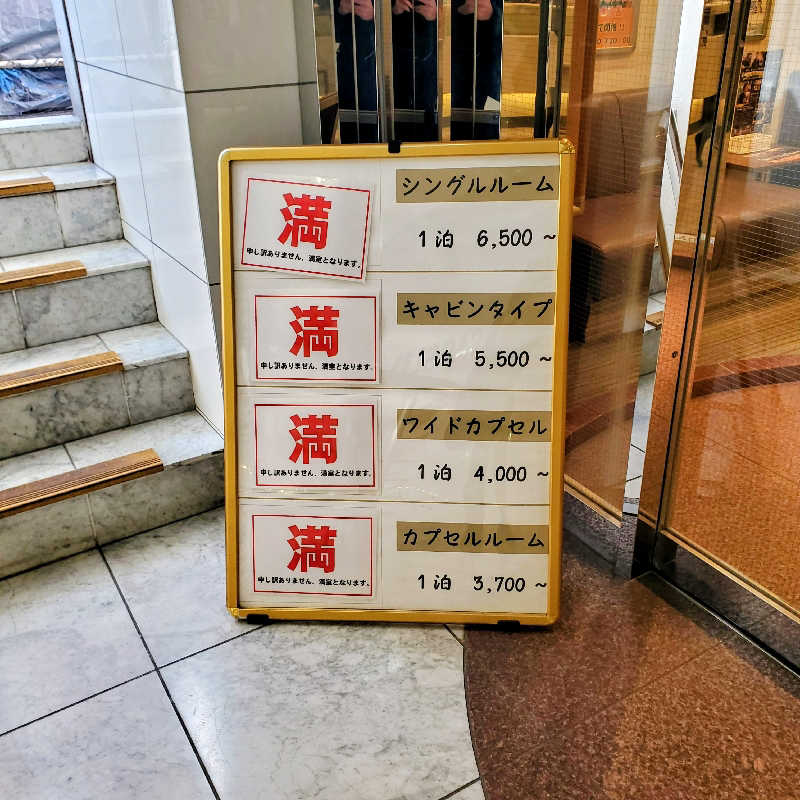 満
申し訳ありません、満室となります。
シングルルーム
1泊 6,500 ~
満
申し訳ありません、満室となります。
キャビンタイプ
1泊 5,500 ~
満
申し訳ありません、満室となります。
ワイドカプセル
1泊 4,000 ~
満
申し訳ありません、満室となります。
カプセルルーム
1泊 3,700 ~